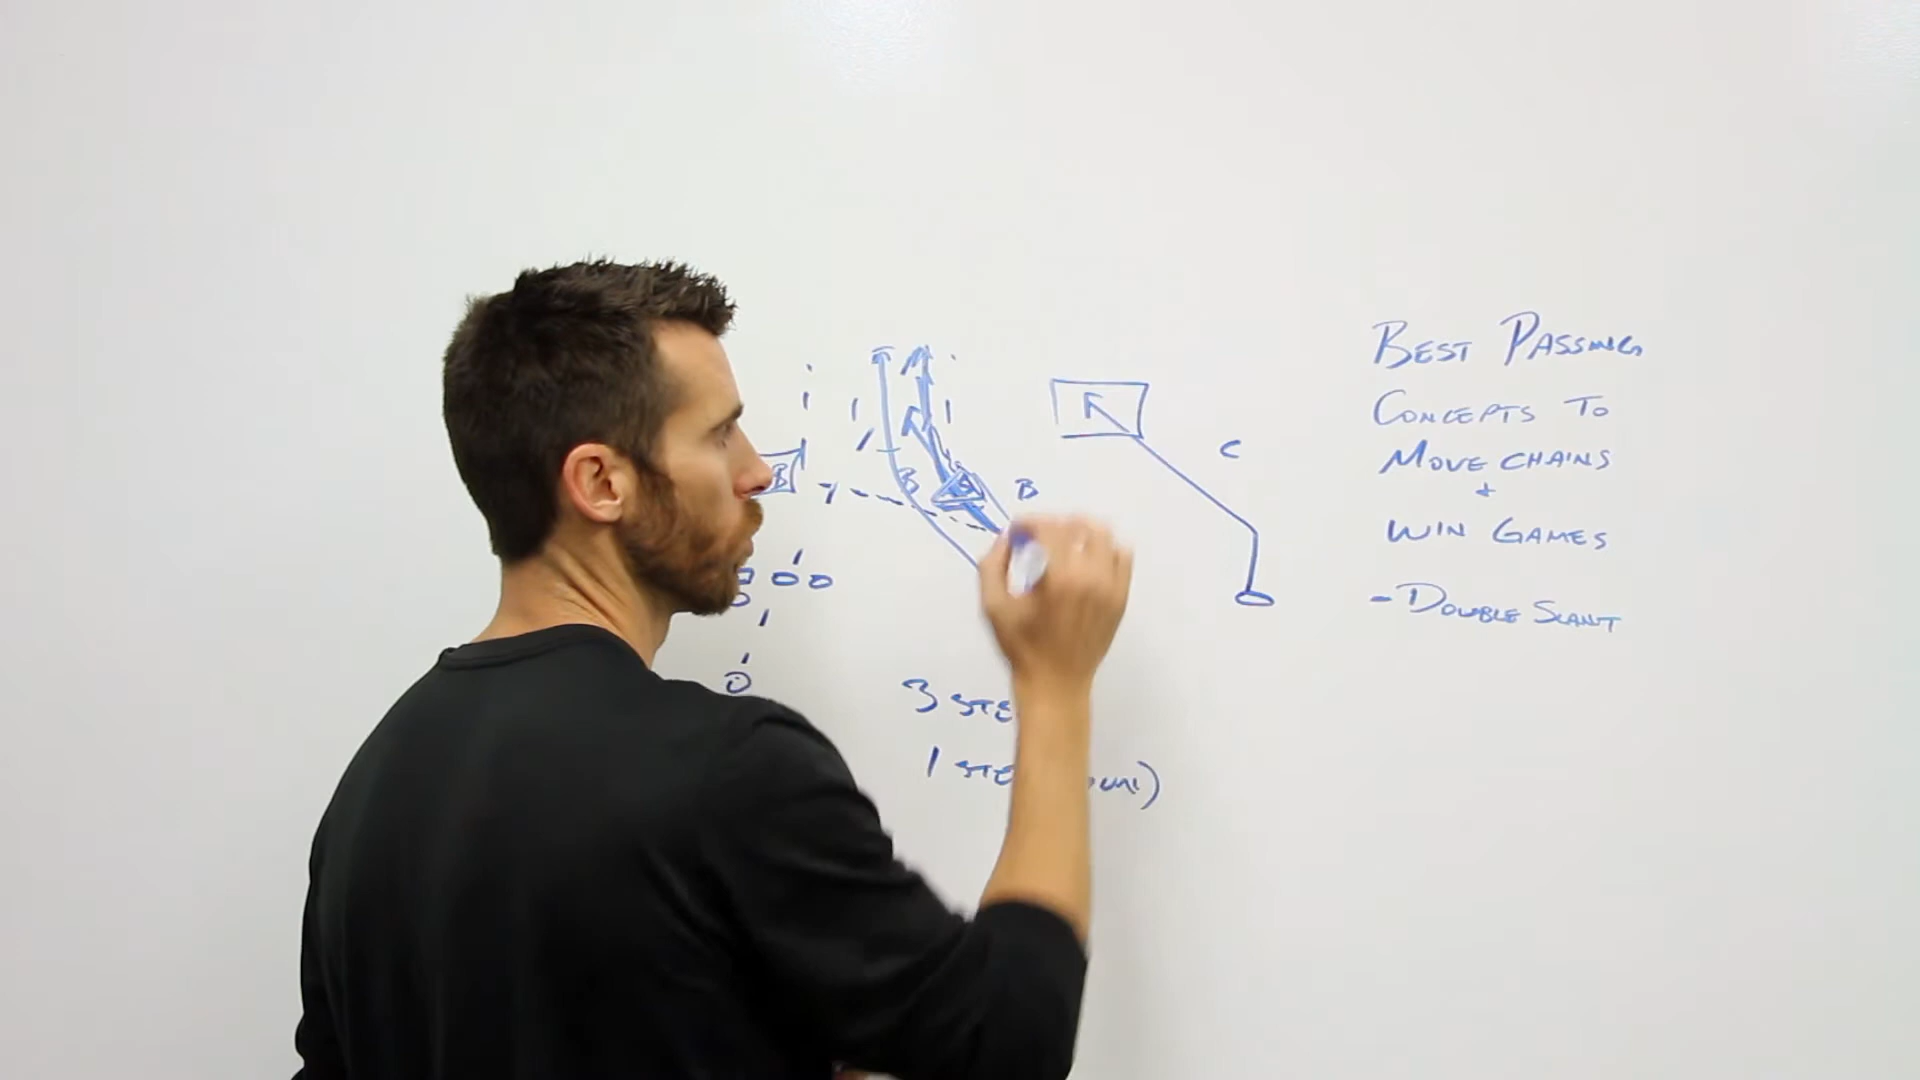 BEST PASSING
CONCEPTS TO
MOVE CHAINS
+
WIN GAMES
- DOUBLE SLANT
C
B
B
B
3 STE
1 STE